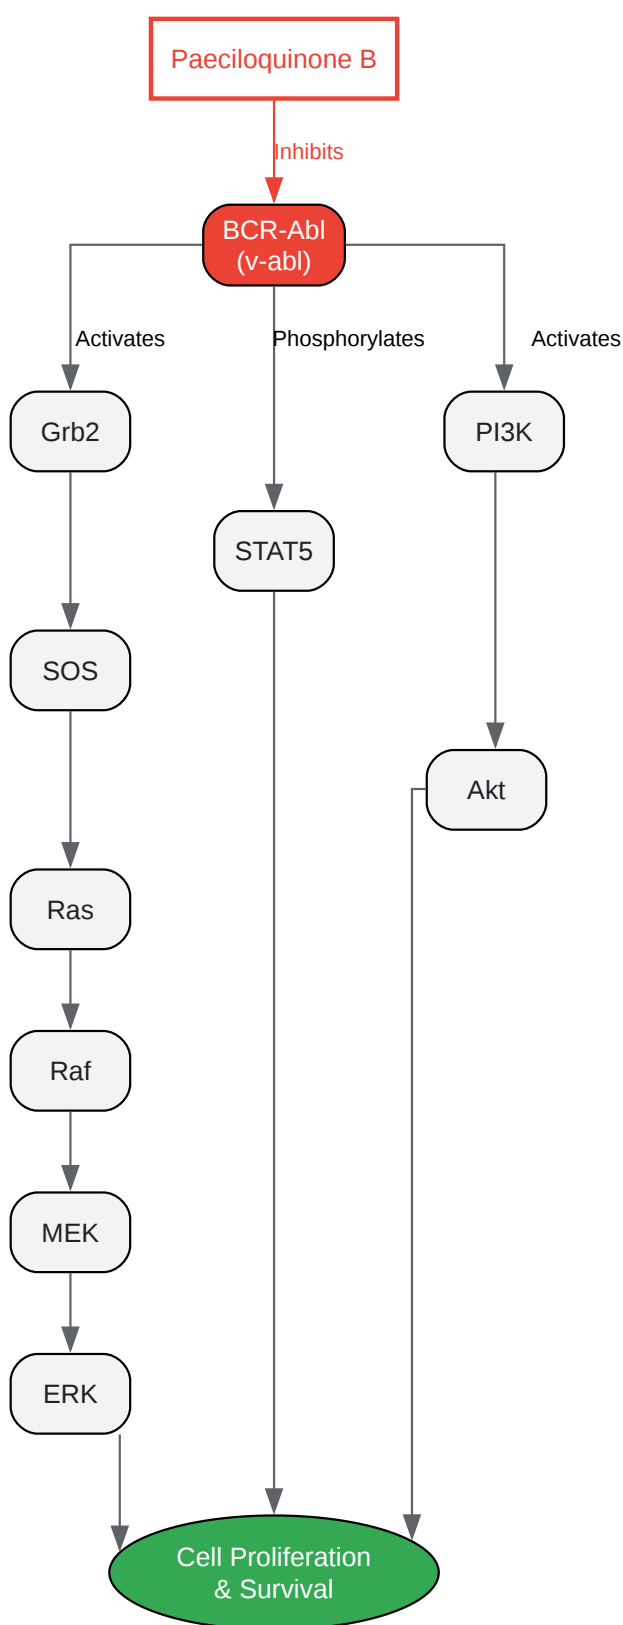 Paeciloquinone B
Inhibits
BCR-Abl
(v-abl)
Activates
Phosphorylates
Activates
Grb2
PI3K
STAT5
SOS
Akt
Ras
Raf
MEK
ERK
Cell Proliferation
& Survival